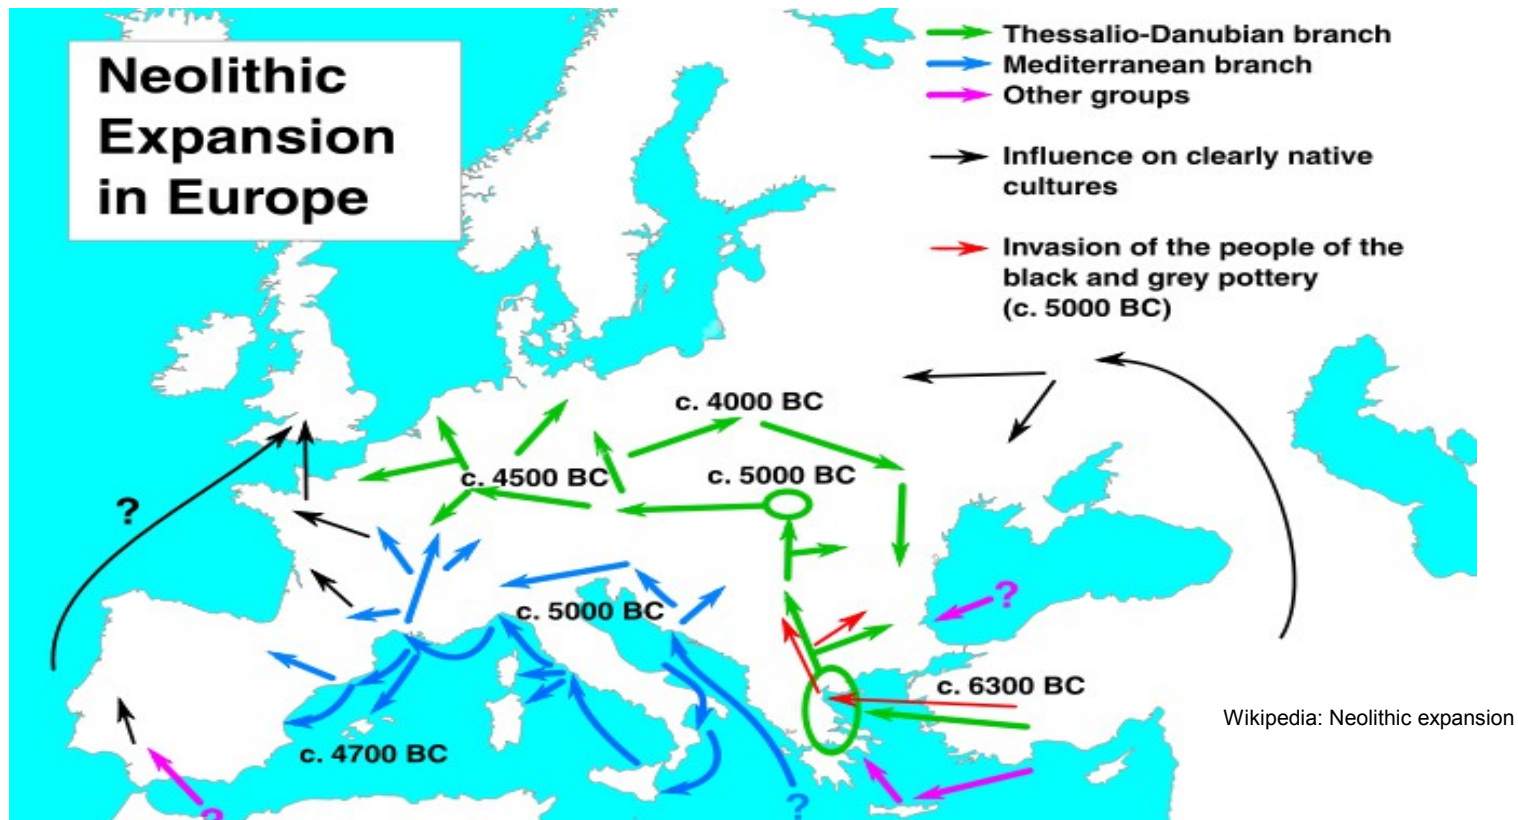 Neolithic
Expansion
in Europe
Thessalio-Danubian branch
Mediterranean branch
Other groups
Influence on clearly native
cultures
Invasion of the people of the
black and grey pottery
(c. 5000 BC)
c. 4000 BC
c. 4500 BC
c. 5000 BC
?
?
c. 5000 BC
c. 6300 BC
Wikipedia: Neolithic expansion
c. 4700 BC
?
?